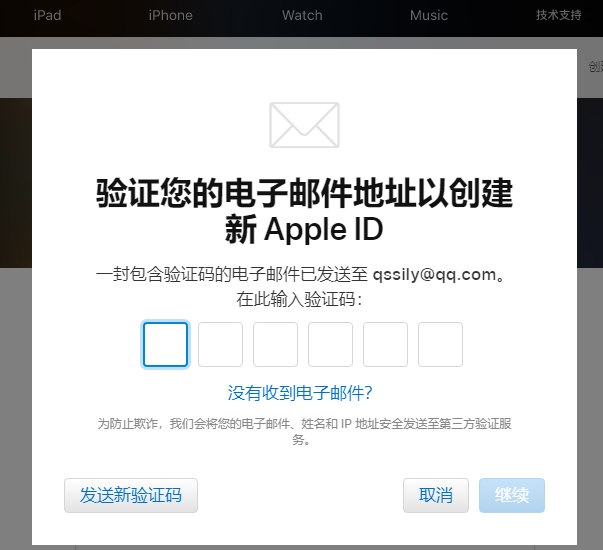 iPad iPhone Watch Music 技术支持
创建
验证您的电子邮件地址以创建
新 Apple ID
一封包含验证码的电子邮件已发送至 qssily@qq.com。
在此输入验证码：
没有收到电子邮件？
为防止欺诈，我们会将您的电子邮件、姓名和 IP 地址安全发送至第三方验证服
务。
发送新验证码 取消 继续